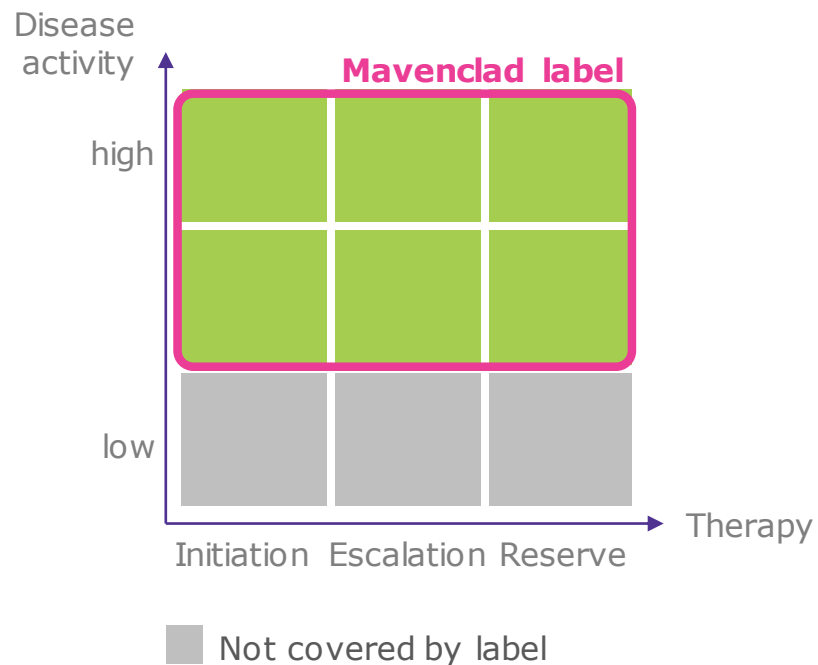 Disease
activity
Mavenclad label
high
low
Therapy
Initiation Escalation Reserve
Not covered by label